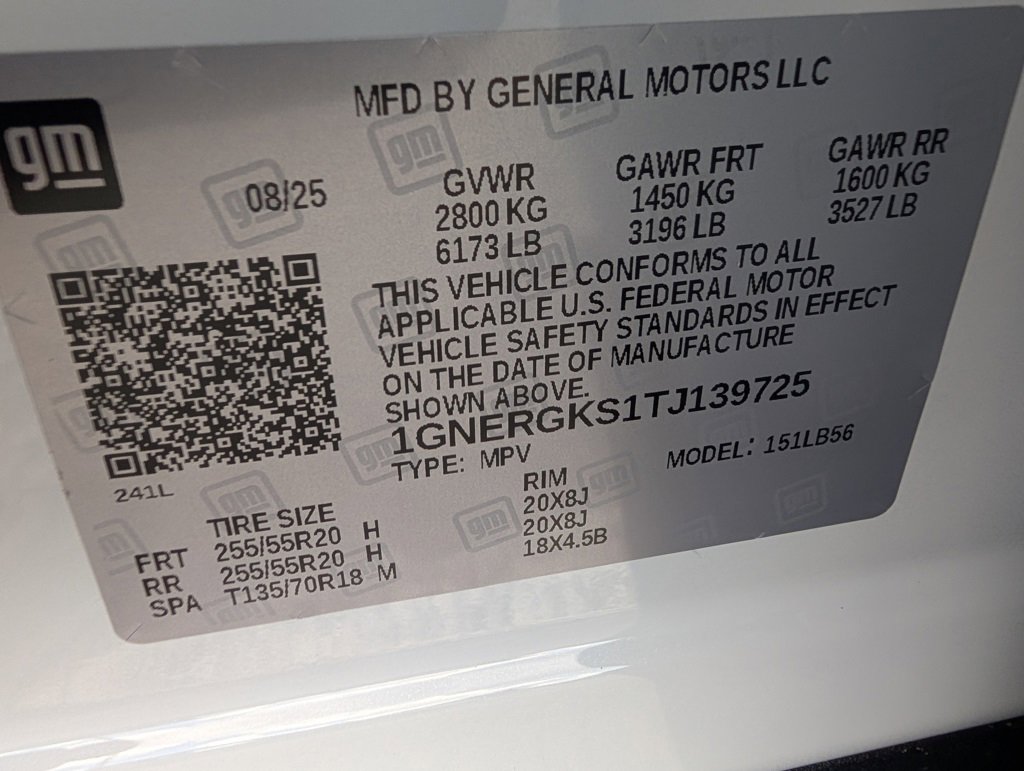 gm
MFD BY GENERAL MOTORS LLC
08/25
GVWR
2800 KG
6173 LB
GAWR FRT
1450 KG
3196 LB
GAWR RR
1600 KG
3527 LB
THIS VEHICLE CONFORMS TO ALL
APPLICABLE U.S. FEDERAL MOTOR
VEHICLE SAFETY STANDARDS IN EFFECT
ON THE DATE OF MANUFACTURE
SHOWN ABOVE.
1GNERGKS1TJ139725
TYPE: MPV
MODEL: 151LB56
241L
TIRE SIZE
RIM
FRT 255/55R20 H 20X8J
RR 255/55R20 H 20X8J
SPA T135/70R18 M 18X4.5B